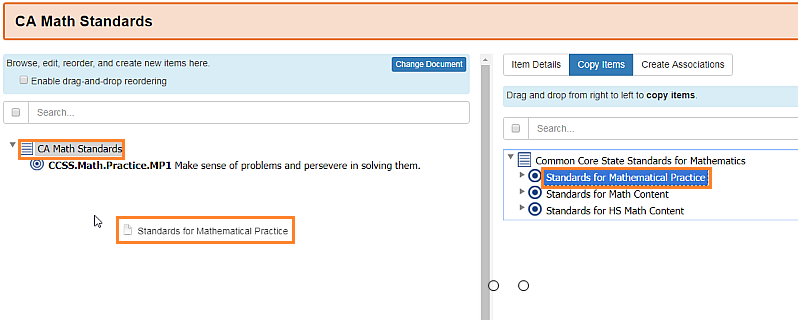 CA Math Standards
Browse, edit, reorder, and create new items here.
Change Document
Enable drag-and-drop reordering
Search...
CA Math Standards
CCSS.Math.Practice.MP1 Make sense of problems and persevere in solving them.
Standards for Mathematical Practice
Item Details
Copy Items
Create Associations
Drag and drop from right to left to copy items.
Search...
Common Core State Standards for Mathematics
Standards for Mathematical Practice
Standards for Math Content
Standards for HS Math Content